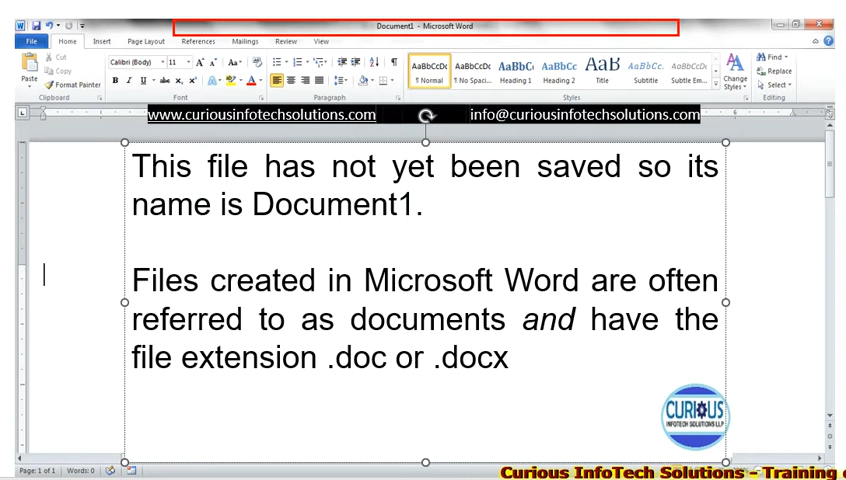 Document1 - Microsoft Word
File Home Insert Page Layout References Mailings Review View
Cut
Copy
Format Painter
Paste
Calibri (Body) 11
AaBbCcDc AaBbCcDc AaBbC AaBbCc AaB AaBbCc. AaBbCcDc
¶ Normal ¶ No Spaci... Heading 1 Heading 2 Title Subtitle Subtle Em...
Change Styles
Find
Replace
Select
Clipboard Font Paragraph Styles Editing
www.curiousinfotechsolutions.com info@curiousinfotechsolutions.com
This file has not yet been saved so its
name is Document1.
Files created in Microsoft Word are often
referred to as documents and have the
file extension .doc or .docx
CURIOUS
INFOTECH SOLUTIONS LLP
Page: 1 of 1 Words: 0
Curious InfoTech Solutions - Training